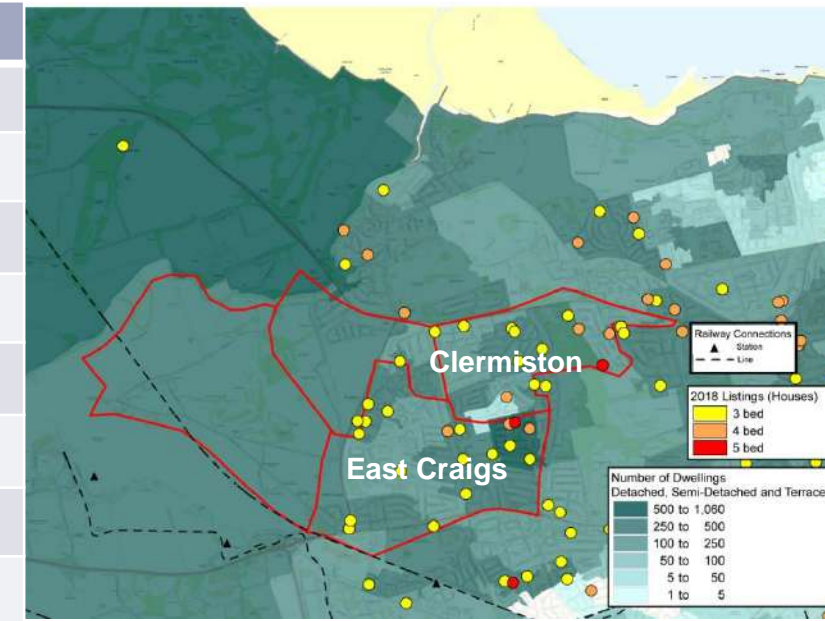 Clermiston
East Craigs
Railway Connections
Station
Line
2018 Listings (Houses)
3 bed
4 bed
5 bed
Number of Dwellings
Detached, Semi-Detached and Terrace
500 to 1,060
250 to 500
100 to 250
50 to 100
5 to 50
1 to 5